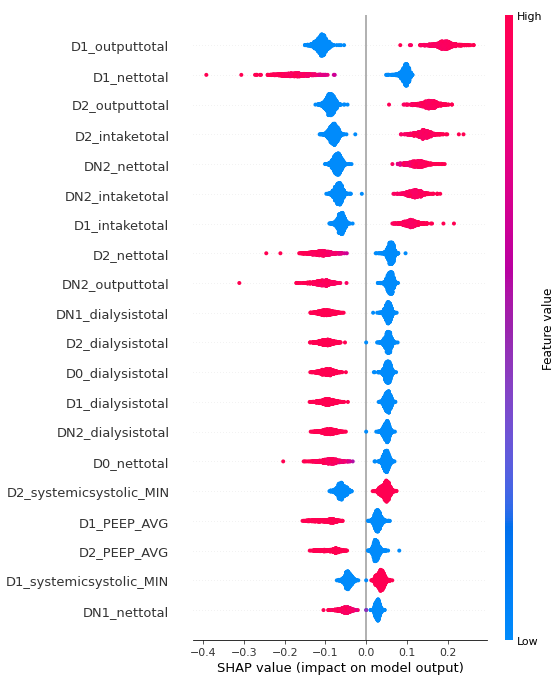 High
D1_outputtotal
D1_nettotal
D2_outputtotal
D2_intaketotal
DN2_nettotal
DN2_intaketotal
D1_intaketotal
D2_nettotal
DN2_outputtotal
DN1_dialysistotal
D2_dialysistotal
D0_dialysistotal
D1_dialysistotal
DN2_dialysistotal
D0_nettotal
D2_systemicsystolic_MIN
D1_PEEP_AVG
D2_PEEP_AVG
D1_systemicsystolic_MIN
DN1_nettotal
Feature value
Low
−0.4 −0.3 −0.2 −0.1 0.0 0.1 0.2
SHAP value (impact on model output)